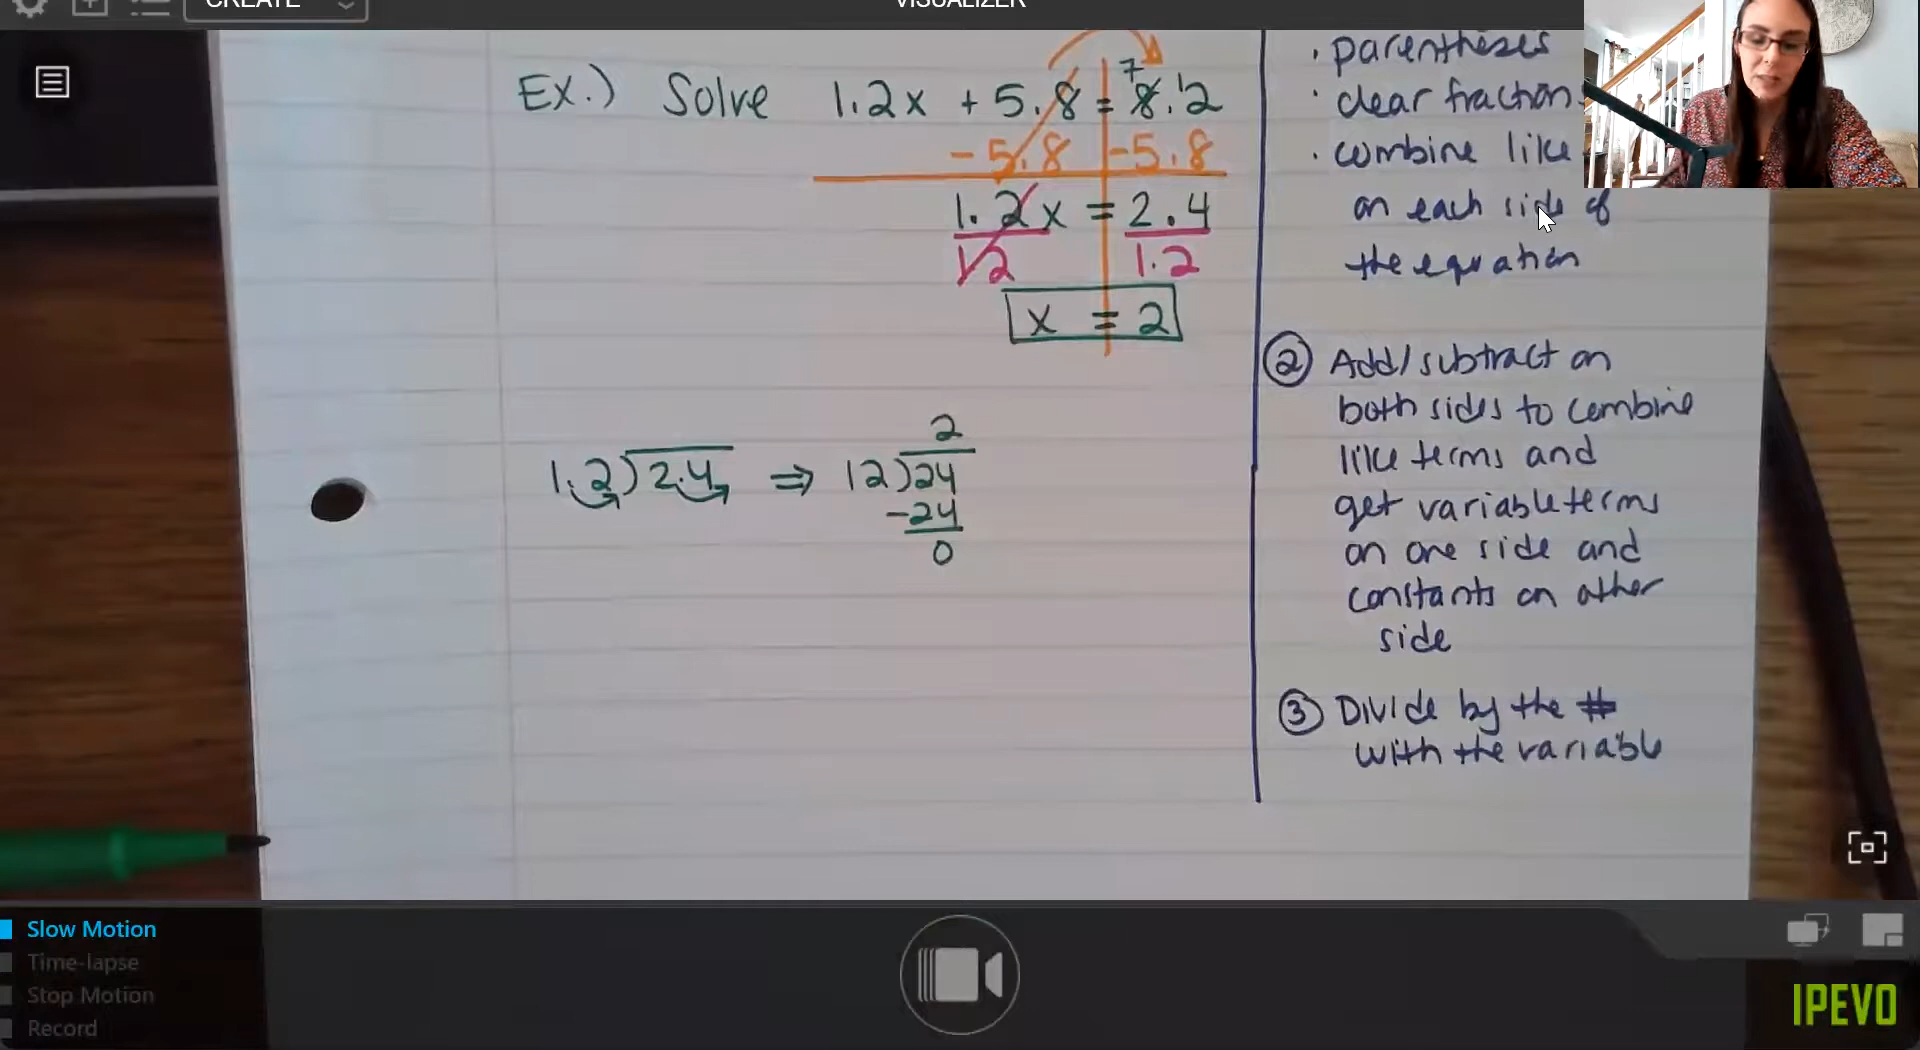 CREATE
VISUALIZER
Ex.) Solve 1.2x + 5.8 = 8.2
7 1
-5.8 -5.8
1.2x = 2.4
1.2 1.2
x = 2
1.2)2.4 ⇒ 12)24
2
-24
0
· parentheses
· clear fractions
· combine like
on each side of
the equation
② Add/subtract on
both sides to combine
like terms and
get variable terms
on one side and
constants on other
side
③ Divide by the #
with the variable
Slow Motion
Time-lapse
Stop Motion
Record
IPEVO